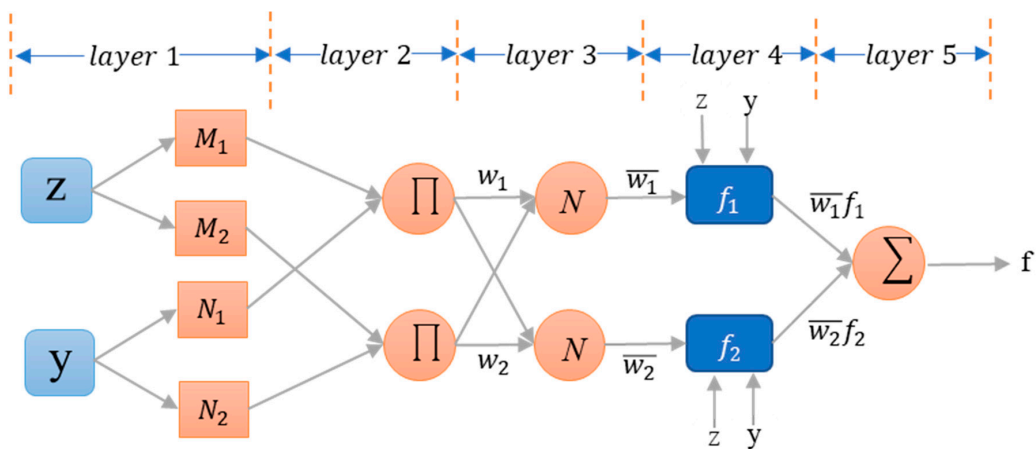 layer 1 layer 2 layer 3 layer 4 layer 5
z y
M₁
z ∏ w₁ N w̅₁ f₁ w̅₁f₁
M₂
∑ f
N₁
y ∏ w₂ N w̅₂ f₂ w̅₂f₂
N₂
z y